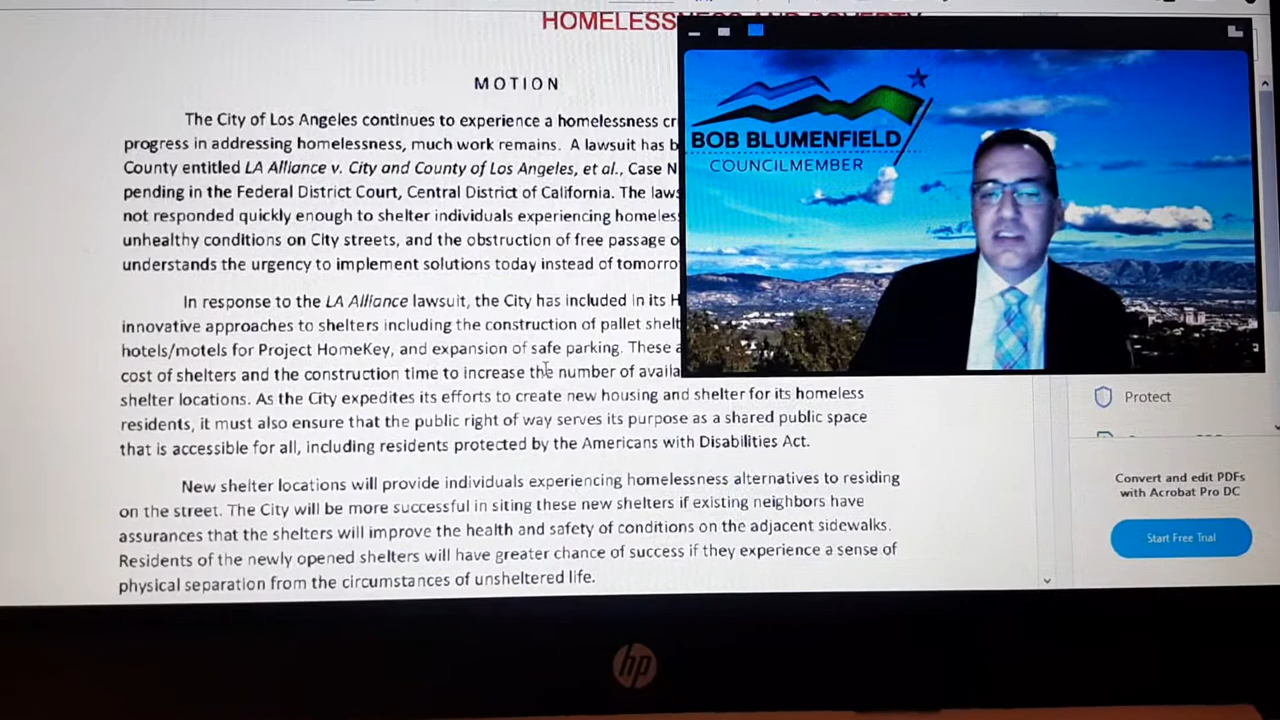 HOMELESSNESS AND POVERTY
MOTION
The City of Los Angeles continues to experience a homelessness cr
progress in addressing homelessness, much work remains. A lawsuit has b
County entitled LA Alliance v. City and County of Los Angeles, et al., Case N
pending in the Federal District Court, Central District of California. The laws
not responded quickly enough to shelter individuals experiencing homeles
unhealthy conditions on City streets, and the obstruction of free passage o
understands the urgency to implement solutions today instead of tomorro
In response to the LA Alliance lawsuit, the City has included in its H
innovative approaches to shelters including the construction of pallet shelt
hotels/motels for Project HomeKey, and expansion of safe parking. These a
cost of shelters and the construction time to increase the number of availa
shelter locations. As the City expedites its efforts to create new housing and shelter for its homeless
residents, it must also ensure that the public right of way serves its purpose as a shared public space
that is accessible for all, including residents protected by the Americans with Disabilities Act.
New shelter locations will provide individuals experiencing homelessness alternatives to residing
on the street. The City will be more successful in siting these new shelters if existing neighbors have
assurances that the shelters will improve the health and safety of conditions on the adjacent sidewalks.
Residents of the newly opened shelters will have greater chance of success if they experience a sense of
physical separation from the circumstances of unsheltered life.
BOB BLUMENFIELD
COUNCILMEMBER
Protect
Convert and edit PDFs
with Acrobat Pro DC
Start Free Trial
hp